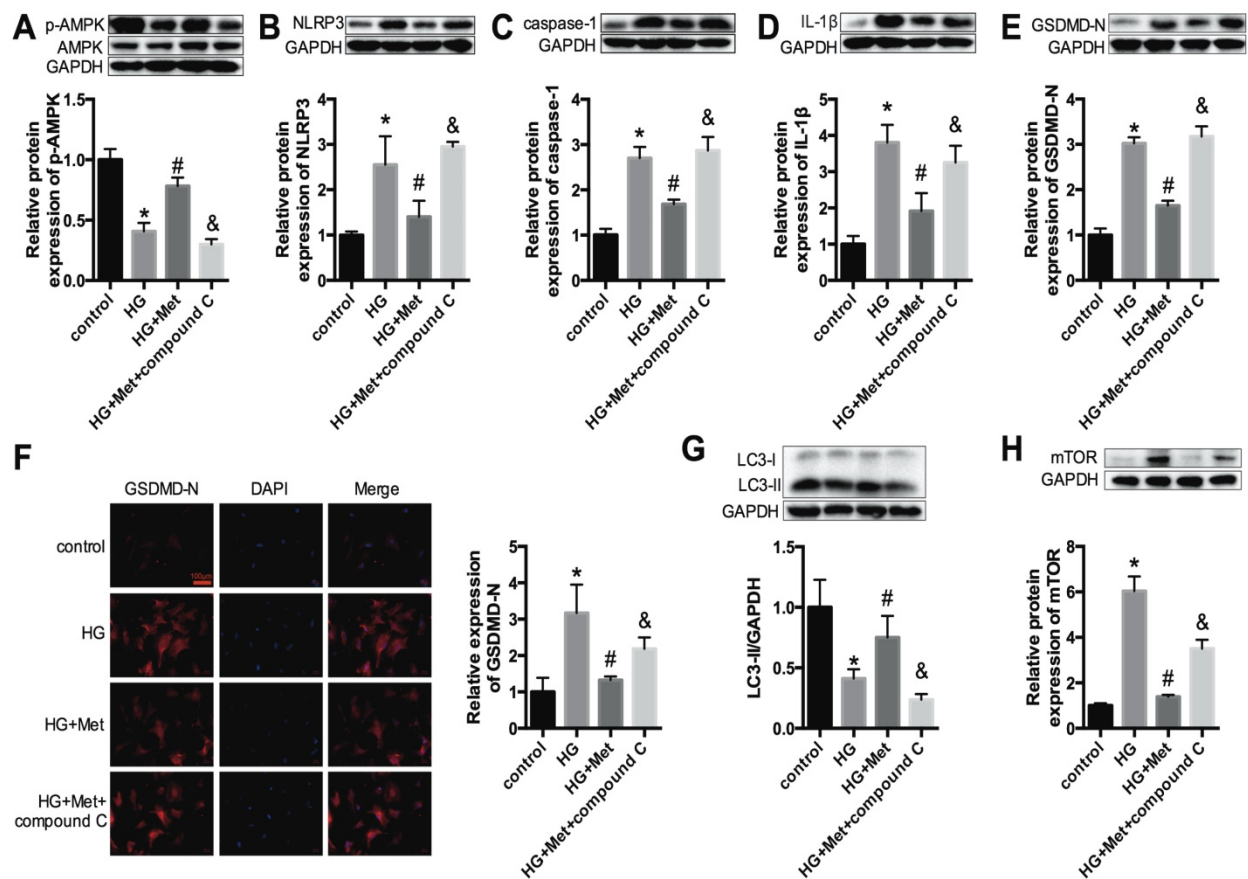 A
p-AMPK
AMPK
GAPDH
Relative protein
expression of p-AMPK
1.5
1.0
0.5
0.0
*
#
&
control
HG
HG+Met
HG+Met+compound C
B
NLRP3
GAPDH
Relative protein
expression of NLRP3
4
3
2
1
0
*
#
&
control
HG
HG+Met
HG+Met+compound C
C
caspase-1
GAPDH
Relative protein
expression of caspase-1
4
3
2
1
0
*
#
&
control
HG
HG+Met
HG+Met+compound C
D
IL-1β
GAPDH
Relative protein
expression of IL-1β
5
4
3
2
1
0
*
#
&
control
HG
HG+Met
HG+Met+compound C
E
GSDMD-N
GAPDH
Relative protein
expression of GSDMD-N
4
3
2
1
0
*
#
&
control
HG
HG+Met
HG+Met+compound C
F
GSDMD-N
DAPI
Merge
control
100μm
HG
HG+Met
HG+Met+
compound C
Relative expression
of GSDMD-N
5
4
3
2
1
0
*
#
&
control
HG
HG+Met
HG+Met+compound C
G
LC3-I
LC3-II
GAPDH
LC3-II/GAPDH
1.5
1.0
0.5
0.0
*
#
&
control
HG
HG+Met
HG+Met+compound C
H
mTOR
GAPDH
Relative protein
expression of mTOR
8
6
4
2
0
*
#
&
control
HG
HG+Met
HG+Met+compound C